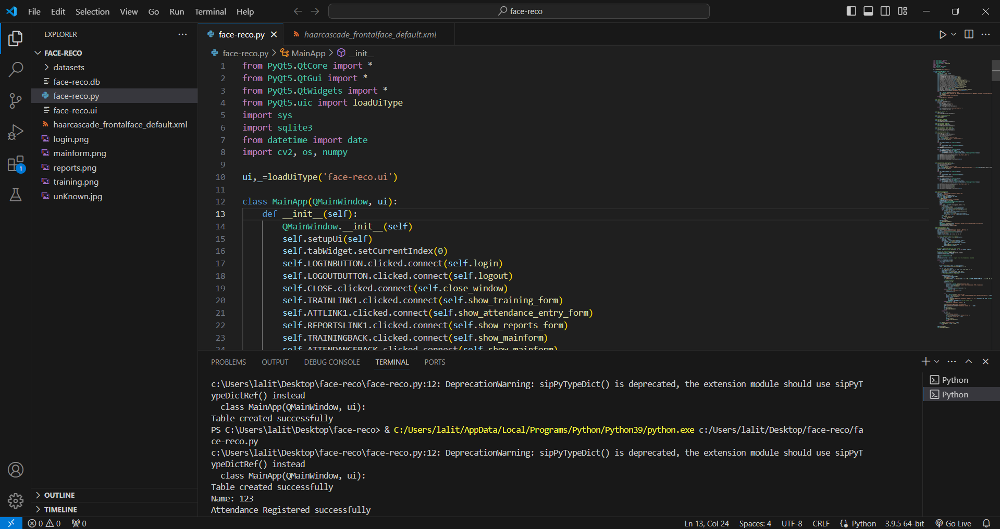 File Edit Selection View Go Run Terminal Help
face-reco
EXPLORER
FACE-RECO
datasets
face-reco.db
face-reco.py
face-reco.ui
haarcascade_frontalface_default.xml
login.png
mainform.png
reports.png
training.png
unKnown.jpg
OUTLINE
TIMELINE
1
face-reco.py
haarcascade_frontalface_default.xml
face-reco.py > MainApp > __init__
1 from PyQt5.QtCore import *
2 from PyQt5.QtGui import *
3 from PyQt5.QtWidgets import *
4 from PyQt5.uic import loadUiType
5 import sys
6 import sqlite3
7 from datetime import date
8 import cv2, os, numpy
9
10 ui,_=loadUiType('face-reco.ui')
11
12 class MainApp(QMainWindow, ui):
13 def __init__(self):
14 QMainWindow.__init__(self)
15 self.setupUi(self)
16 self.tabWidget.setCurrentIndex(0)
17 self.LOGINBUTTON.clicked.connect(self.login)
18 self.LOGOUTBUTTON.clicked.connect(self.logout)
19 self.CLOSE.clicked.connect(self.close_window)
20 self.TRAINLINK1.clicked.connect(self.show_training_form)
21 self.ATTLINK1.clicked.connect(self.show_attendance_entry_form)
22 self.REPORTSLINK1.clicked.connect(self.show_reports_form)
23 self.TRAININGBACK.clicked.connect(self.show_mainform)
24 self.ATTENDANCEBACK.clicked.connect(self.show_mainform)
PROBLEMS OUTPUT DEBUG CONSOLE TERMINAL PORTS
c:\Users\lalit\Desktop\face-reco\face-reco.py:12: DeprecationWarning: sipPyTypeDict() is deprecated, the extension module should use sipPyT
ypeDictRef() instead
class MainApp(QMainWindow, ui):
Table created successfully
PS C:\Users\lalit\Desktop\face-reco> & C:/Users/lalit/AppData/Local/Programs/Python/Python39/python.exe c:/Users/lalit/Desktop/face-reco/fa
ce-reco.py
c:\Users\lalit\Desktop\face-reco\face-reco.py:12: DeprecationWarning: sipPyTypeDict() is deprecated, the extension module should use sipPyT
ypeDictRef() instead
class MainApp(QMainWindow, ui):
Table created successfully
Name: 123
Attendance Registered successfully
Python
Python
0 0 0
Ln 13, Col 24 Spaces: 4 UTF-8 CRLF Python 3.9.5 64-bit Go Live